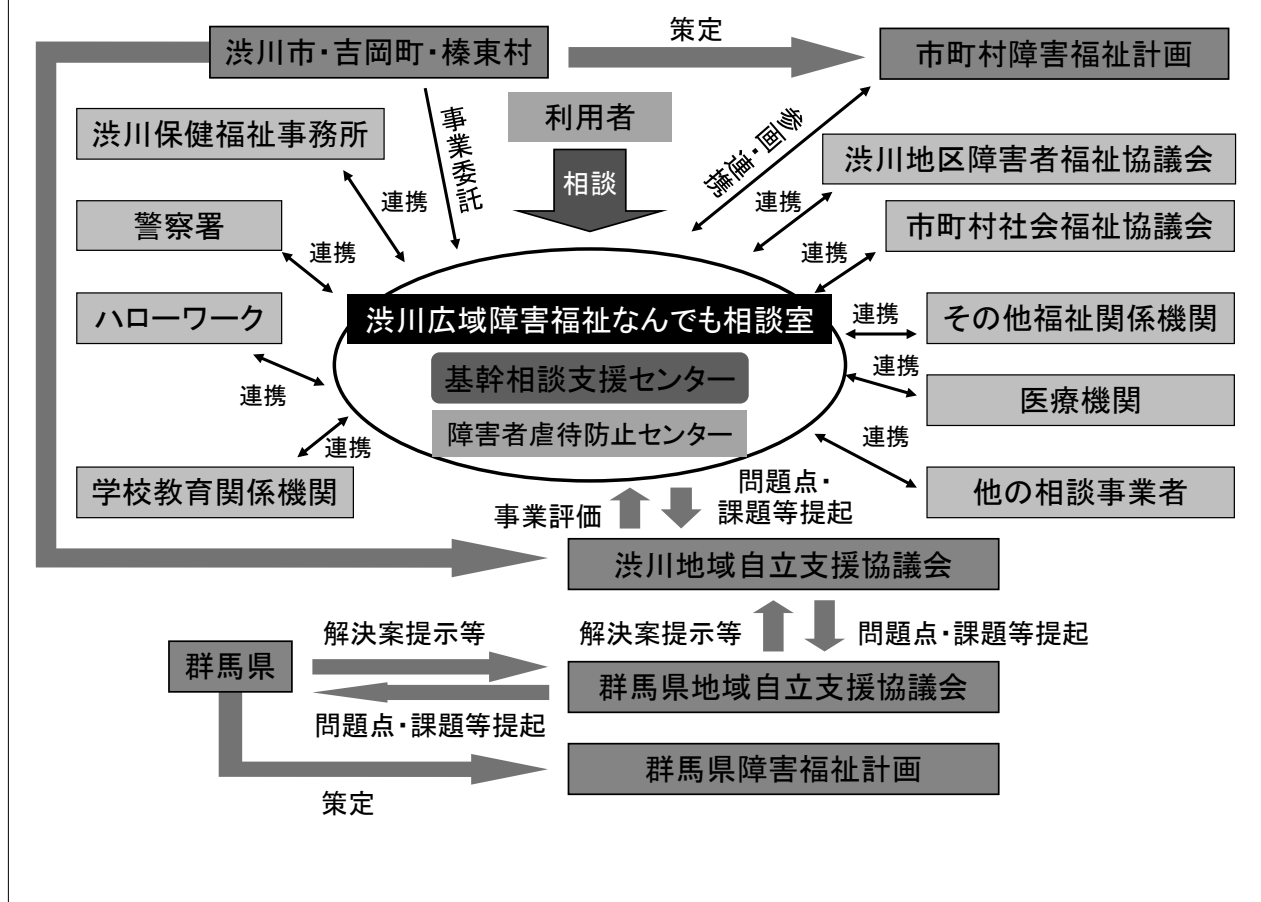 渋川市・吉岡町・榛東村
策定
市町村障害福祉計画
利用者
事業委託
参画・連携
渋川保健福祉事務所
渋川地区障害者福祉協議会
相談
連携
連携
警察署
市町村社会福祉協議会
連携
連携
ハローワーク
渋川広域障害福祉なんでも相談室
連携
その他福祉関係機関
基幹相談支援センター
連携
連携
医療機関
障害者虐待防止センター
連携
連携
学校教育関係機関
他の相談事業者
事業評価
問題点・
課題等提起
渋川地域自立支援協議会
解決案提示等
解決案提示等
問題点・課題等提起
群馬県
群馬県地域自立支援協議会
問題点・課題等提起
群馬県障害福祉計画
策定